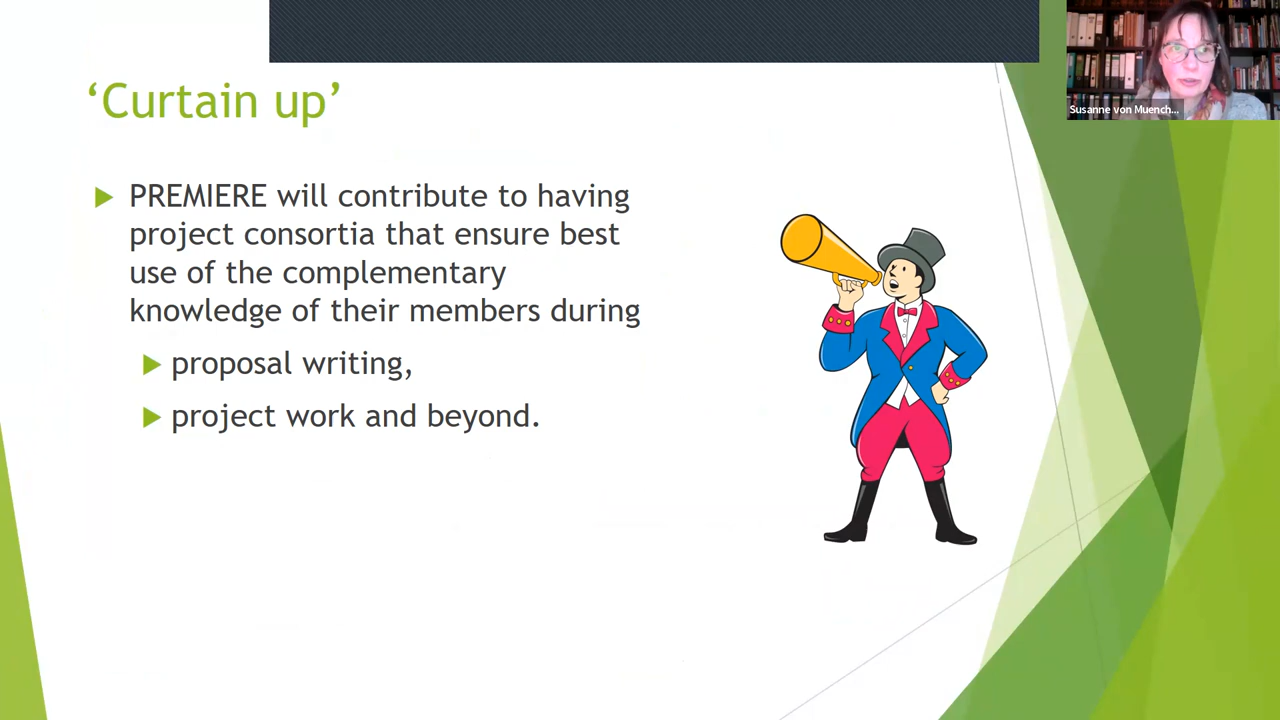 ‘Curtain up’
Susanne von Muench...
PREMIERE will contribute to having
project consortia that ensure best
use of the complementary
knowledge of their members during
proposal writing,
project work and beyond.